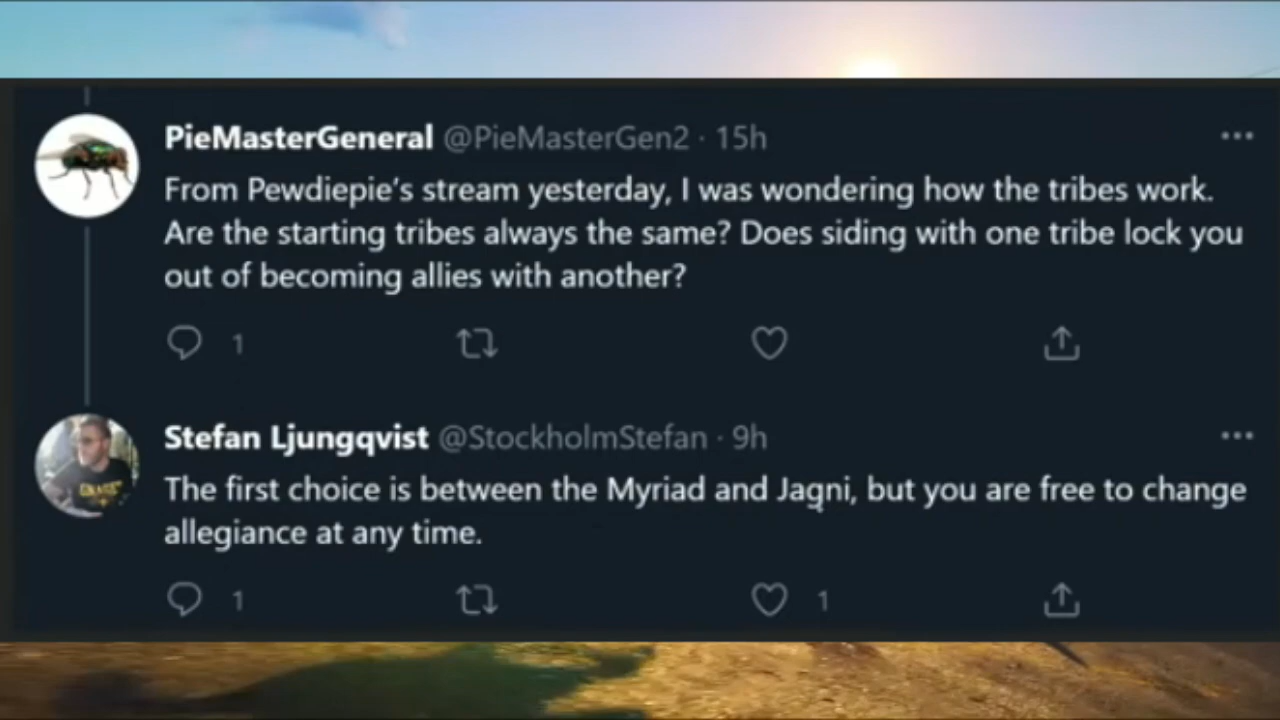 PieMasterGeneral @PieMasterGen2 · 15h
From Pewdiepie's stream yesterday, I was wondering how the tribes work.
Are the starting tribes always the same? Does siding with one tribe lock you
out of becoming allies with another?
1
Stefan Ljungqvist @StockholmStefan · 9h
The first choice is between the Myriad and Jagni, but you are free to change
allegiance at any time.
1 1